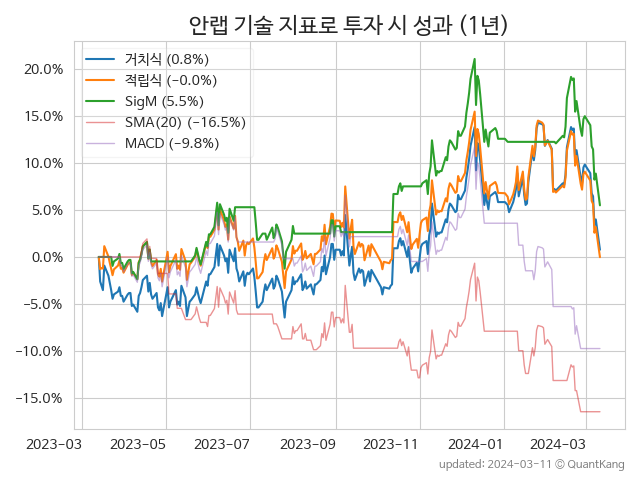 안랩 기술 지표로 투자 시 성과 (1년)
거치식 (0.8%)
적립식 (−0.0%)
SigM (5.5%)
SMA(20) (−16.5%)
MACD (−9.8%)
20.0%
15.0%
10.0%
5.0%
0.0%
−5.0%
−10.0%
−15.0%
2023-03 2023-05 2023-07 2023-09 2023-11 2024-01 2024-03
updated: 2024-03-11 © QuantKang